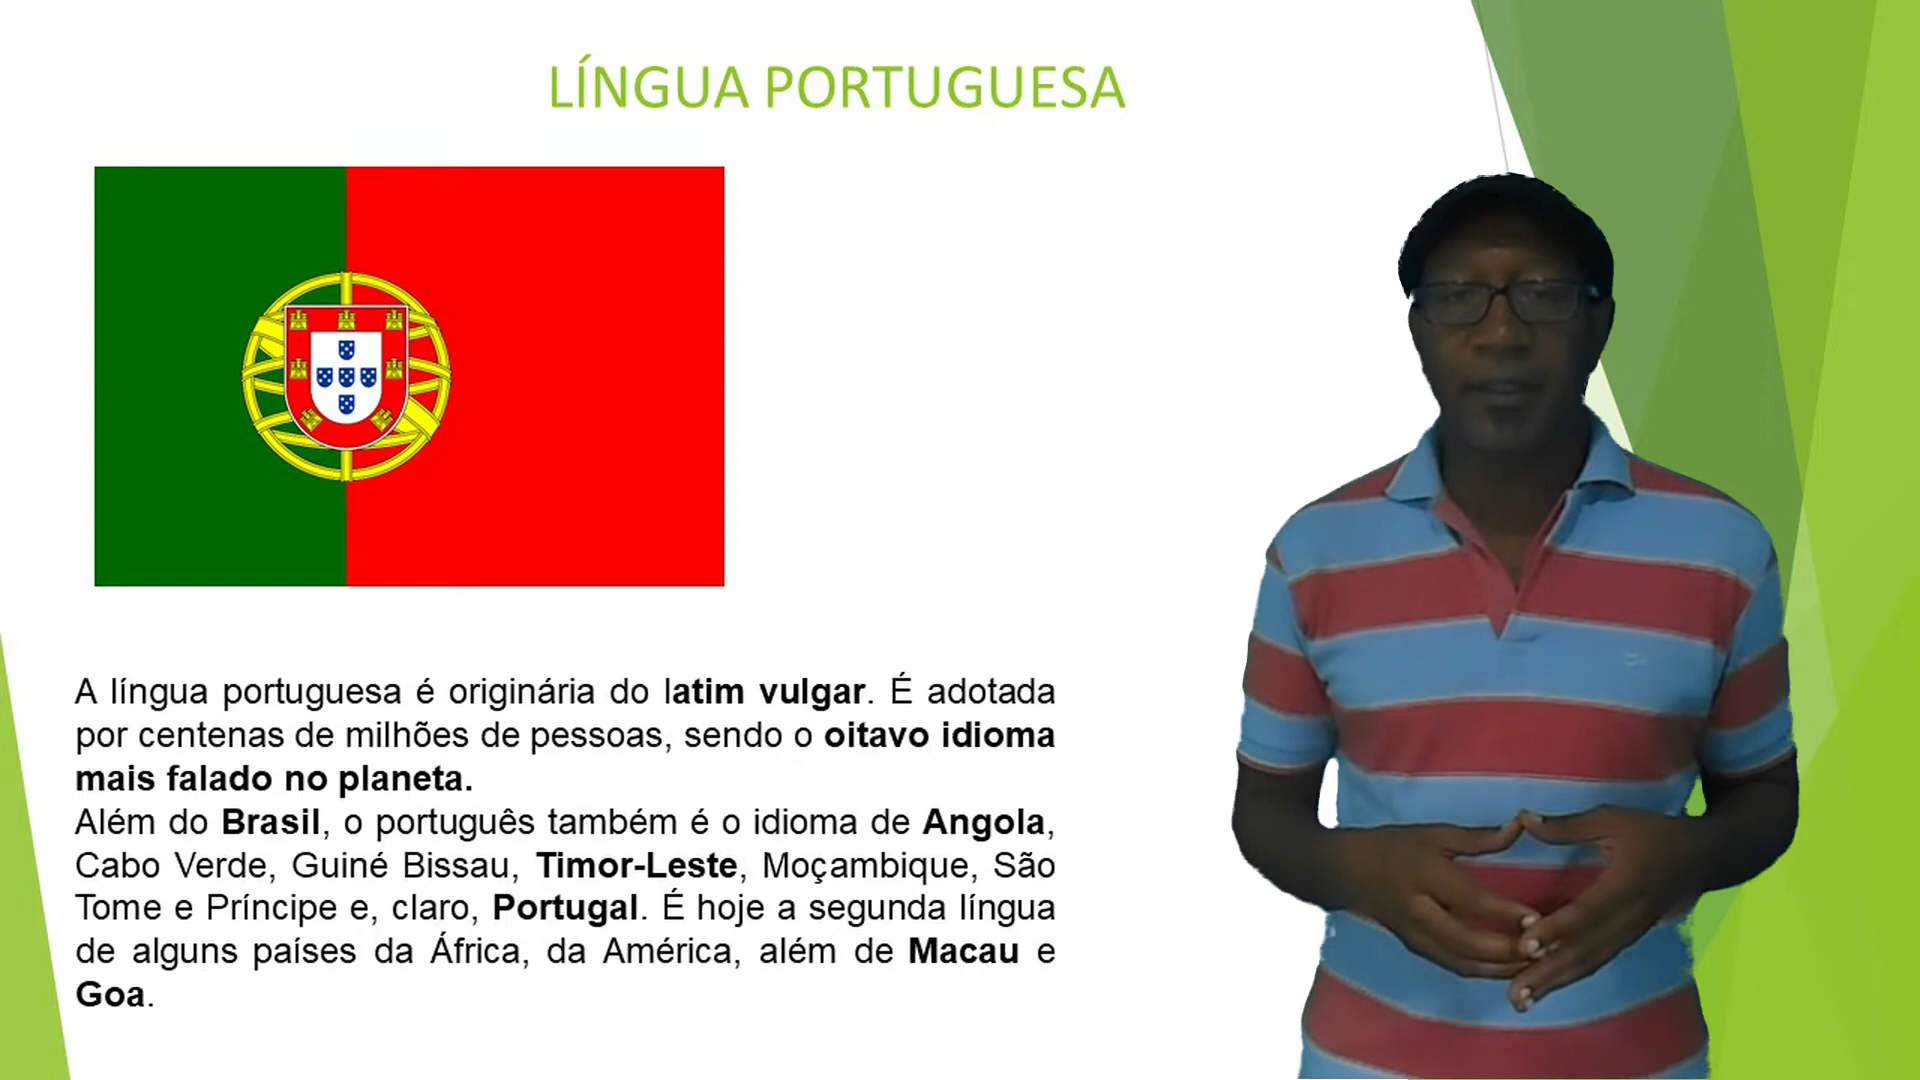 LÍNGUA PORTUGUESA
A língua portuguesa é originária do latim vulgar. É adotada
por centenas de milhões de pessoas, sendo o oitavo idioma
mais falado no planeta.
Além do Brasil, o português também é o idioma de Angola,
Cabo Verde, Guiné Bissau, Timor-Leste, Moçambique, São
Tome e Príncipe e, claro, Portugal. É hoje a segunda língua
de alguns países da África, da América, além de Macau e
Goa.